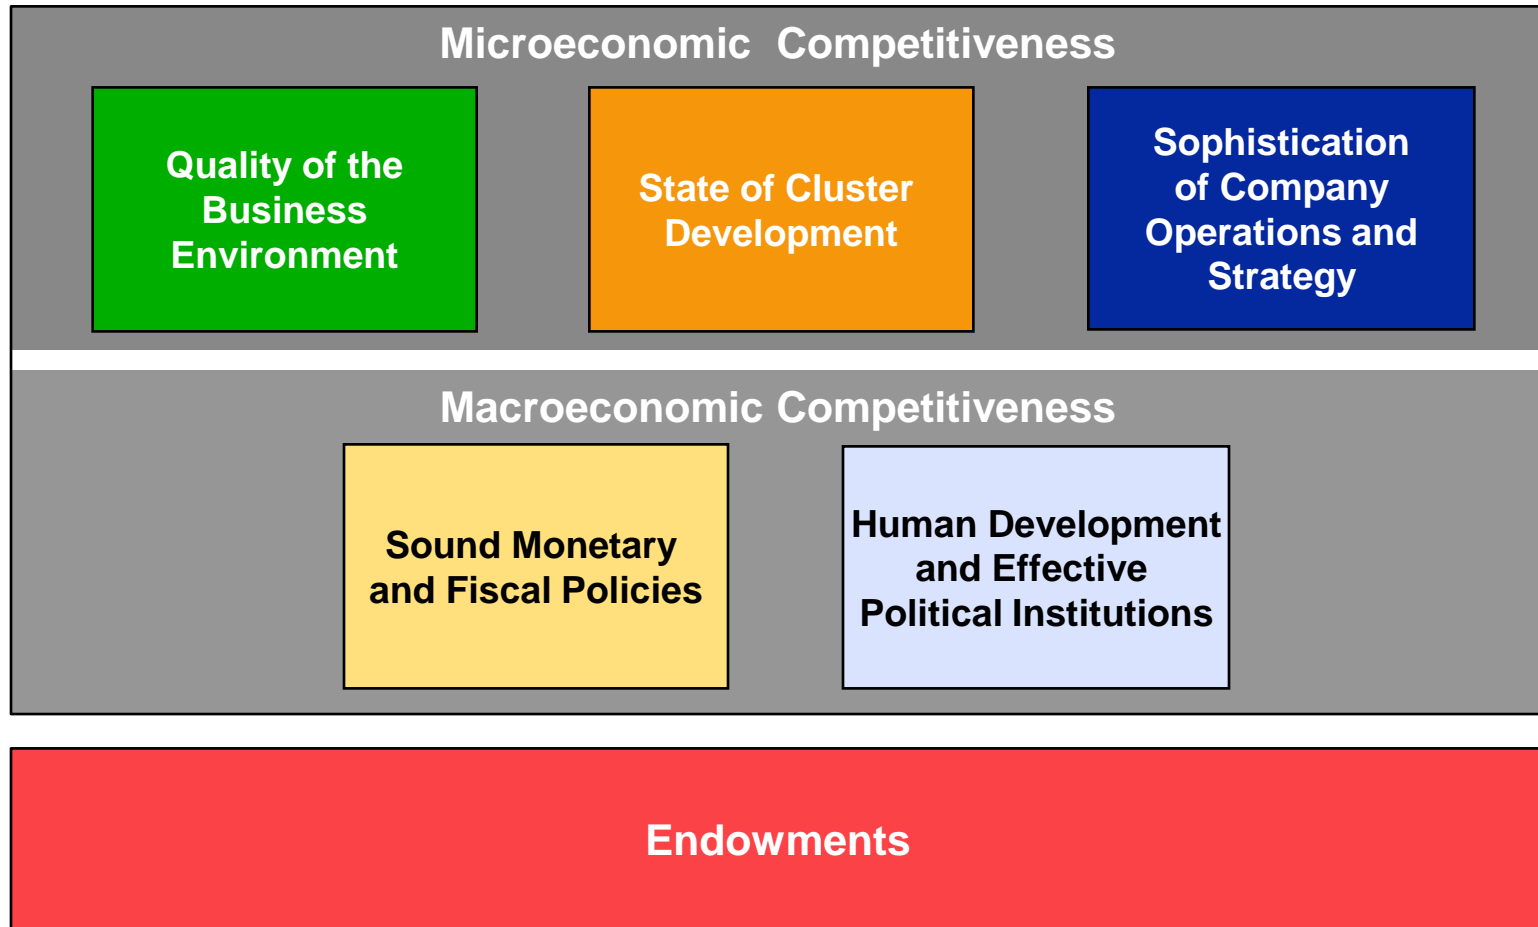 Microeconomic Competitiveness
Quality of the
Business
Environment
State of Cluster
Development
Sophistication
of Company
Operations and
Strategy
Macroeconomic Competitiveness
Sound Monetary
and Fiscal Policies
Human Development
and Effective
Political Institutions
Endowments